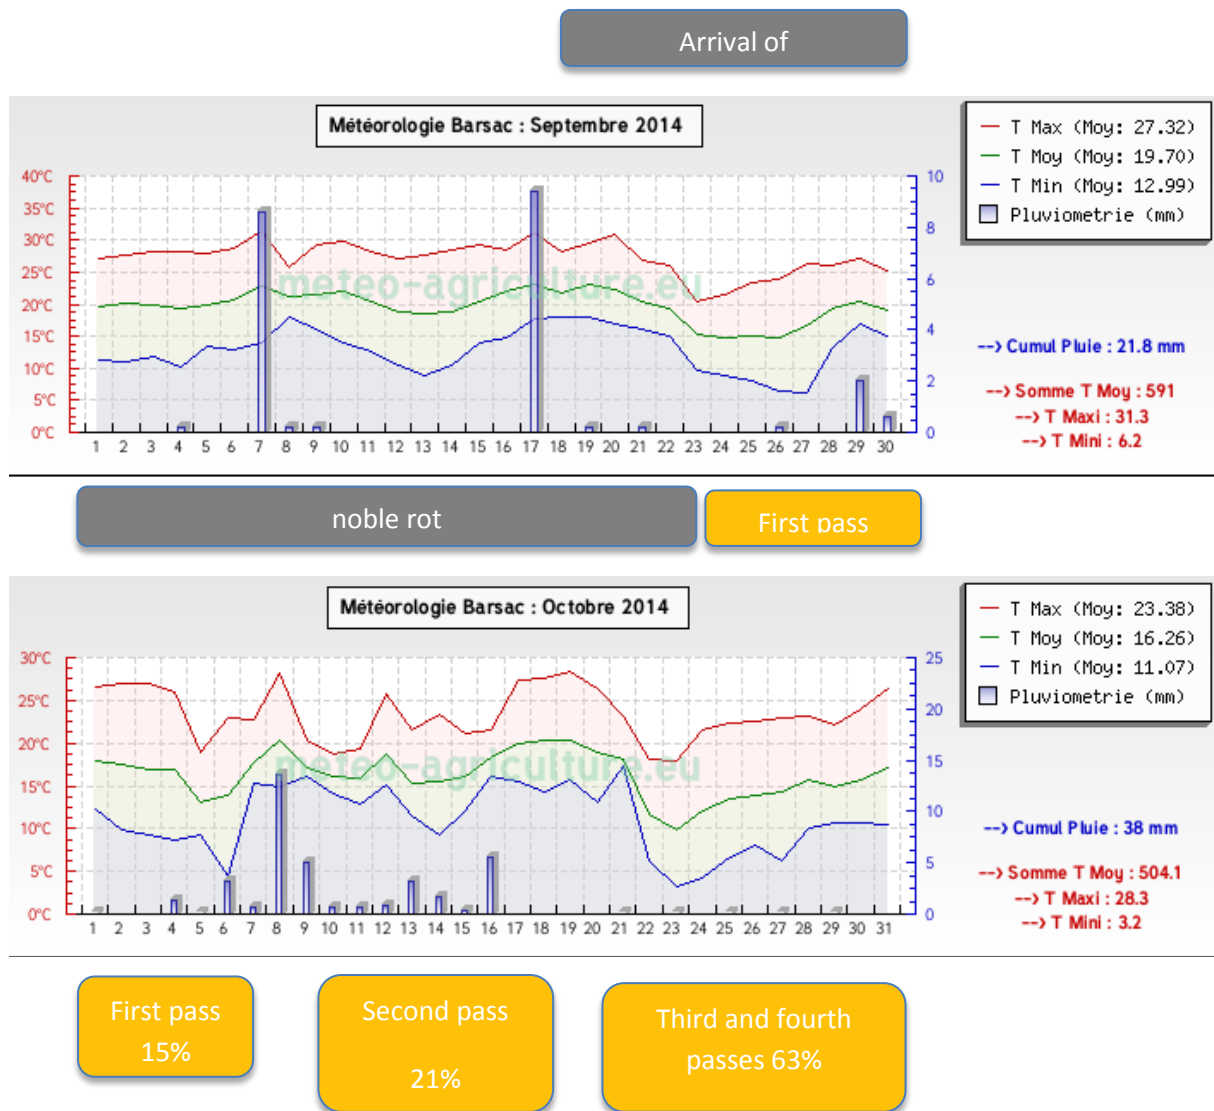 Arrival of
Météorologie Barsac : Septembre 2014
T Max (Moy: 27.32)
T Moy (Moy: 19.70)
T Min (Moy: 12.99)
Pluviometrie (mm)
40°C
35°C
30°C
25°C
20°C
15°C
10°C
5°C
0°C
10
8
6
4
2
0
meteo-agriculture.eu
1 2 3 4 5 6 7 8 9 10 11 12 13 14 15 16 17 18 19 20 21 22 23 24 25 26 27 28 29 30
--> Cumul Pluie : 21.8 mm
--> Somme T Moy : 591
--> T Maxi : 31.3
--> T Mini : 6.2
noble rot
First pass
Météorologie Barsac : Octobre 2014
T Max (Moy: 23.38)
T Moy (Moy: 16.26)
T Min (Moy: 11.07)
Pluviometrie (mm)
30°C
25°C
20°C
15°C
10°C
5°C
0°C
25
20
15
10
5
0
meteo-agriculture.eu
1 2 3 4 5 6 7 8 9 10 11 12 13 14 15 16 17 18 19 20 21 22 23 24 25 26 27 28 29 30 31
--> Cumul Pluie : 38 mm
--> Somme T Moy : 504.1
--> T Maxi : 28.3
--> T Mini : 3.2
First pass
15%
Second pass
21%
Third and fourth
passes 63%